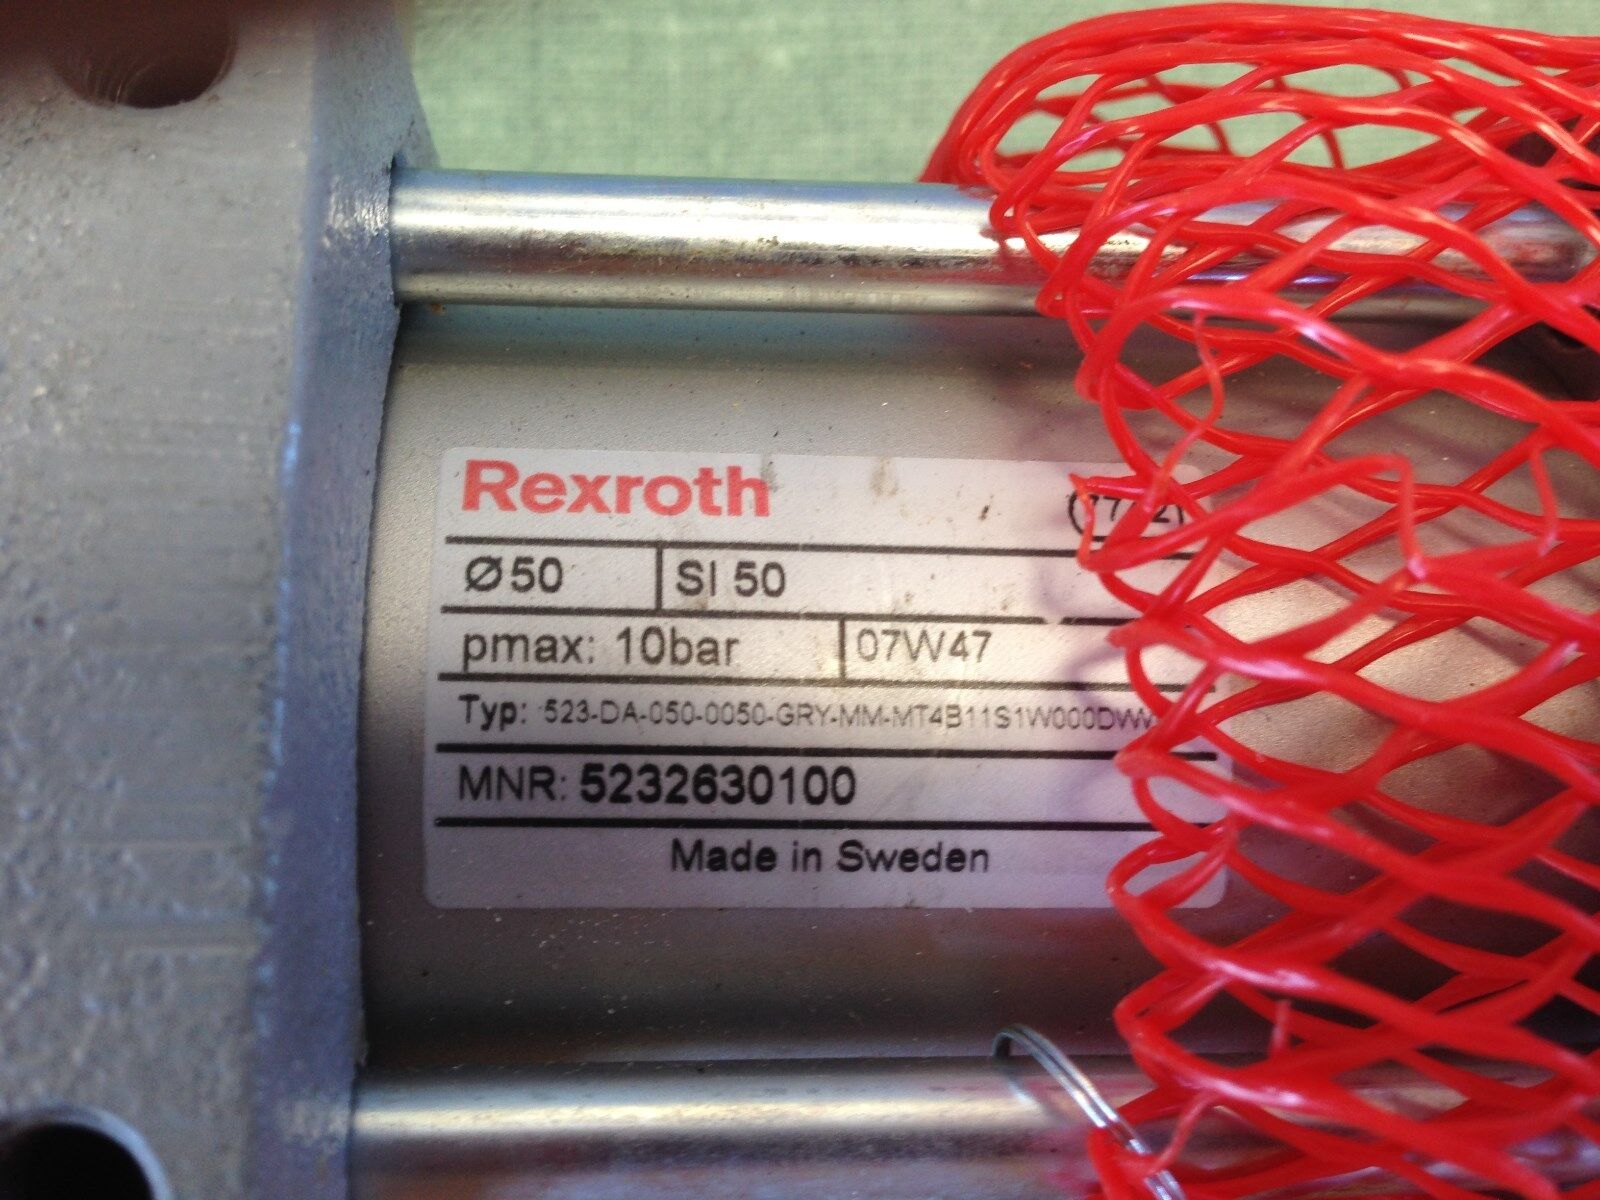 Rexroth
Ø50 SI 50
pmax: 10bar 07W47
Typ: 523-DA-050-0050-GRY-MM-MT4B11S1W000DW
MNR: 5232630100
Made in Sweden